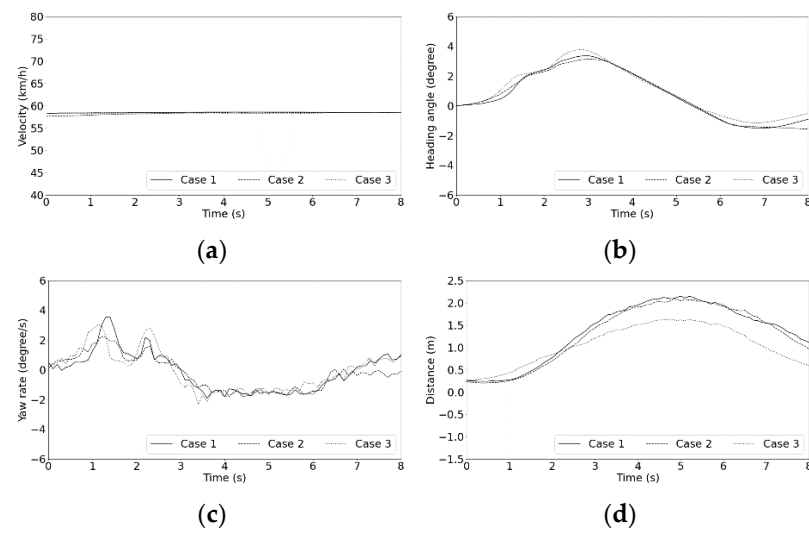 80
75
70
65
60
55
50
45
40
Velocity (km/h)
0 1 2 3 4 5 6 7 8
Time (s)
Case 1 Case 2 Case 3
(a)
6
4
2
0
−2
−4
−6
Heading angle (degree)
0 1 2 3 4 5 6 7 8
Time (s)
Case 1 Case 2 Case 3
(b)
6
4
2
0
−2
−4
−6
Yaw rate (degree/s)
0 1 2 3 4 5 6 7 8
Time (s)
Case 1 Case 2 Case 3
(c)
2.5
2.0
1.5
1.0
0.5
0.0
−0.5
−1.0
−1.5
Distance (m)
0 1 2 3 4 5 6 7 8
Time (s)
Case 1 Case 2 Case 3
(d)